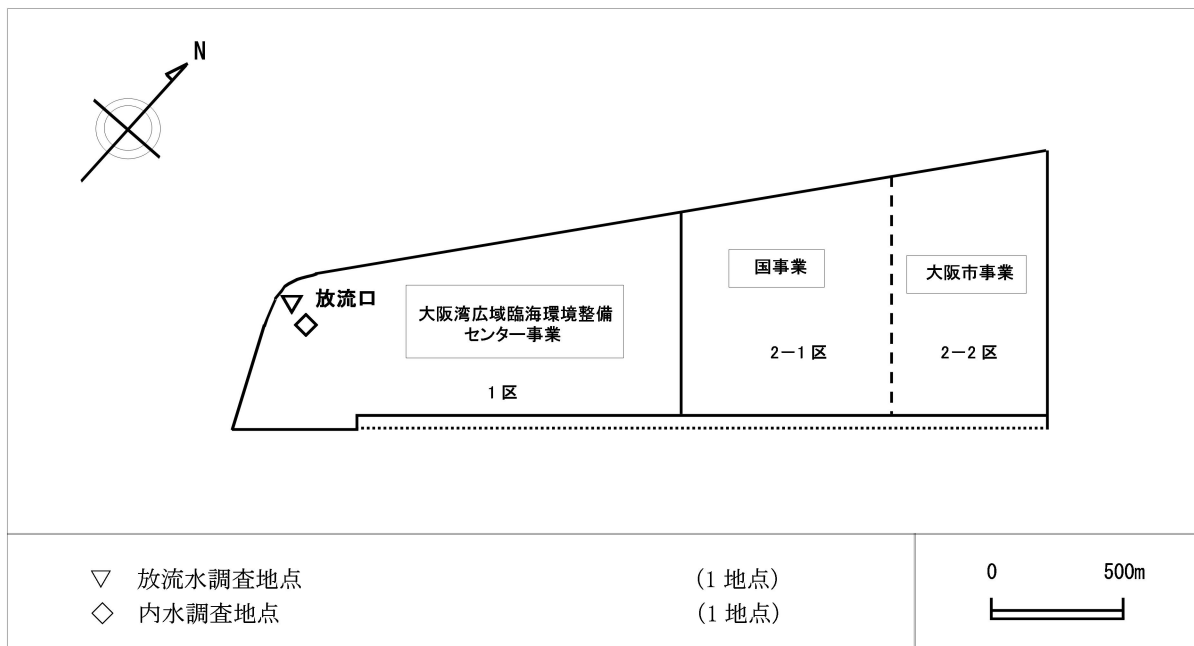 N
放流口
大阪湾広域臨海環境整備
センター事業
1 区
国事業
2－1 区
大阪市事業
2－2 区
▽ 放流水調査地点 (1 地点)
◇ 内水調査地点 (1 地点)
0 500m